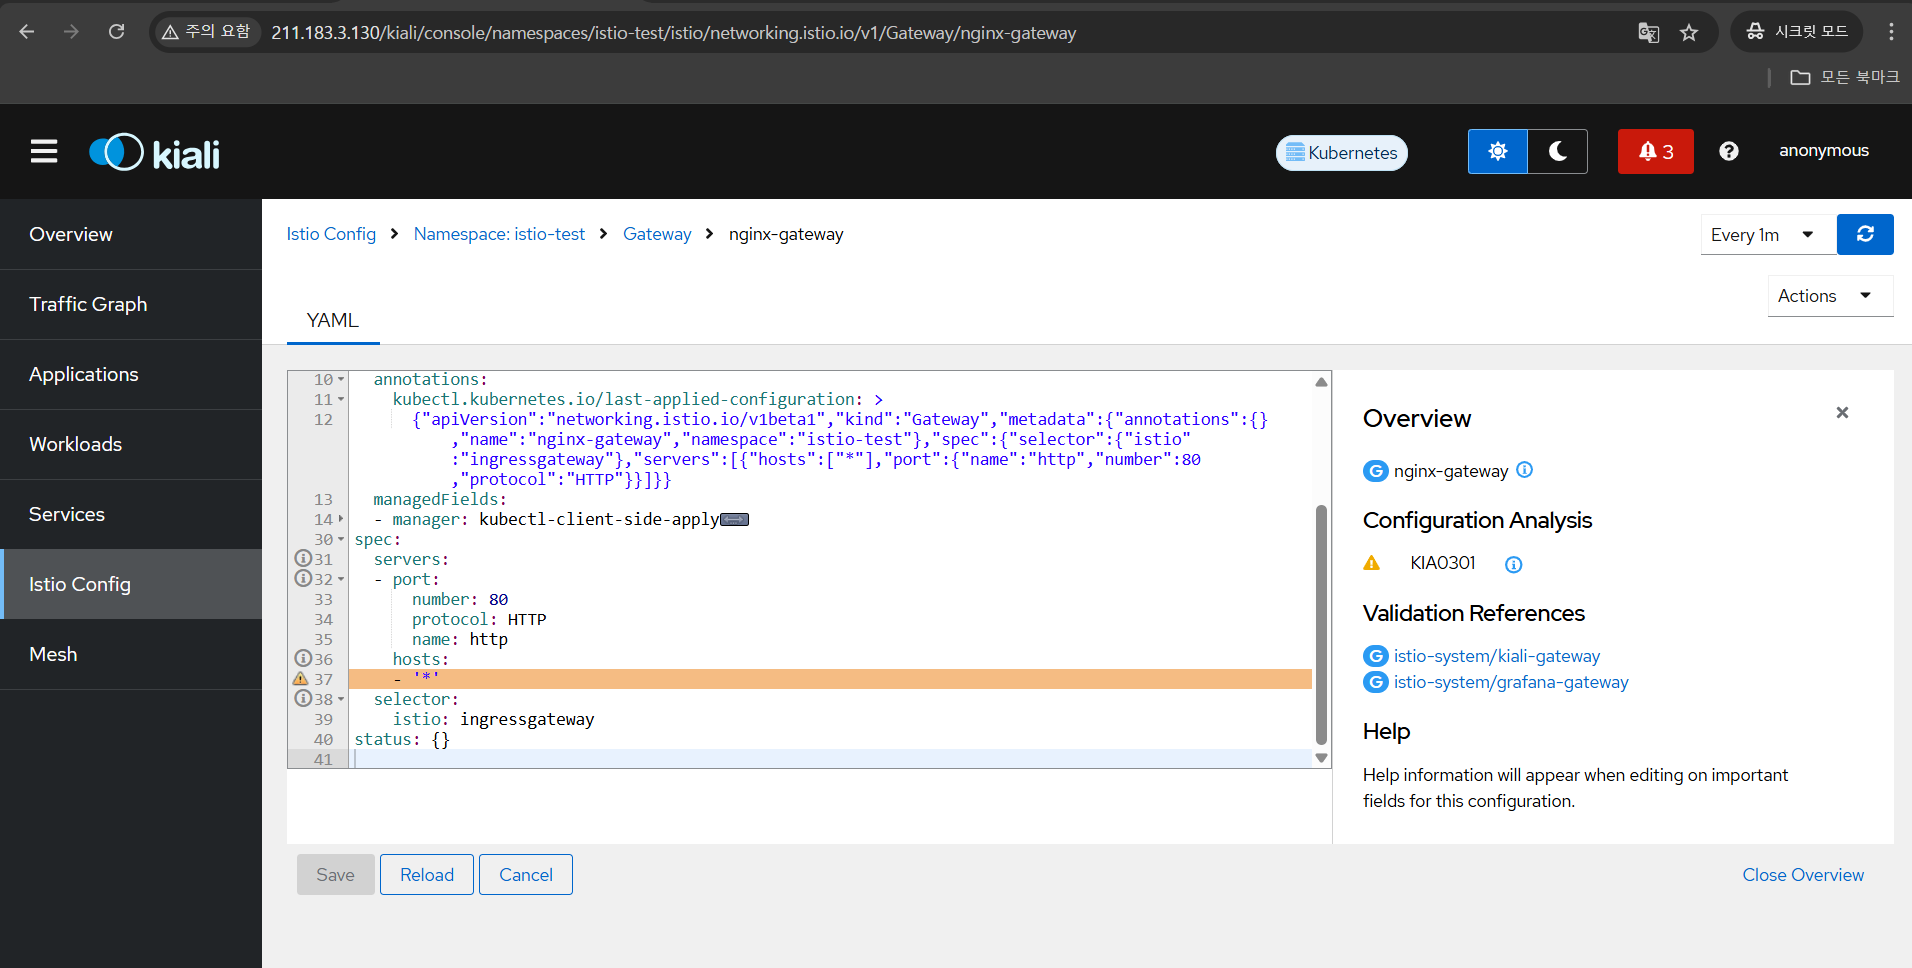 주의 요함
211.183.3.130/kiali/console/namespaces/istio-test/istio/networking.istio.io/v1/Gateway/nginx-gateway
시크릿 모드
모든 북마크
kiali
Kubernetes
3
anonymous
Overview
Traffic Graph
Applications
Workloads
Services
Istio Config
Mesh
Istio Config > Namespace: istio-test > Gateway > nginx-gateway
Every 1m
Actions
YAML
10 annotations:
11 kubectl.kubernetes.io/last-applied-configuration: >
12 {"apiVersion":"networking.istio.io/v1beta1","kind":"Gateway","metadata":{"annotations":{}
,"name":"nginx-gateway","namespace":"istio-test"},"spec":{"selector":{"istio"
:"ingressgateway"},"servers":[{"hosts":["*"],"port":{"name":"http","number":80
,"protocol":"HTTP"}}]}}
13 managedFields:
14 - manager: kubectl-client-side-apply
30 spec:
31 servers:
32 - port:
33 number: 80
34 protocol: HTTP
35 name: http
36 hosts:
37 - '*'
38 selector:
39 istio: ingressgateway
40 status: {}
41
Overview
G nginx-gateway
Configuration Analysis
KIA0301
Validation References
G istio-system/kiali-gateway
G istio-system/grafana-gateway
Help
Help information will appear when editing on important
fields for this configuration.
Save
Reload
Cancel
Close Overview